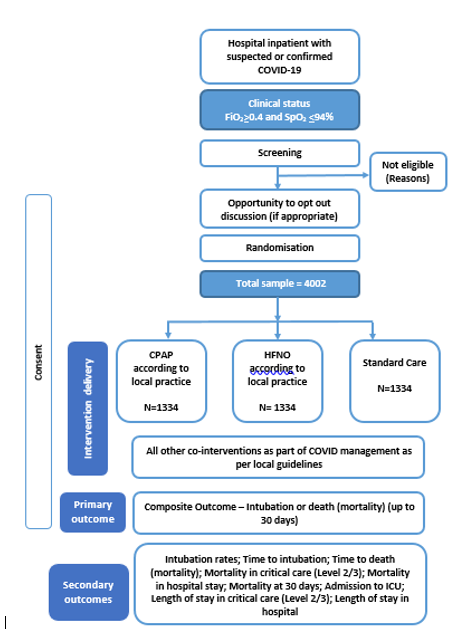 Hospital inpatient with
suspected or confirmed
COVID-19
Clinical status
FiO₂≥0.4 and SpO₂ ≤94%
Screening
Not eligible
(Reasons)
Opportunity to opt out
discussion (if appropriate)
Randomisation
Total sample = 4002
Consent
Intervention delivery
CPAP
according to
local practice
N=1334
HFNO
according to
local practice
N= 1334
Standard Care
N=1334
All other co-interventions as part of COVID management as
per local guidelines
Primary
outcome
Composite Outcome – Intubation or death (mortality) (up to
30 days)
Secondary
outcomes
Intubation rates; Time to intubation; Time to death
(mortality); Mortality in critical care (Level 2/3); Mortality
in hospital stay; Mortality at 30 days; Admission to ICU;
Length of stay in critical care (Level 2/3); Length of stay in
hospital